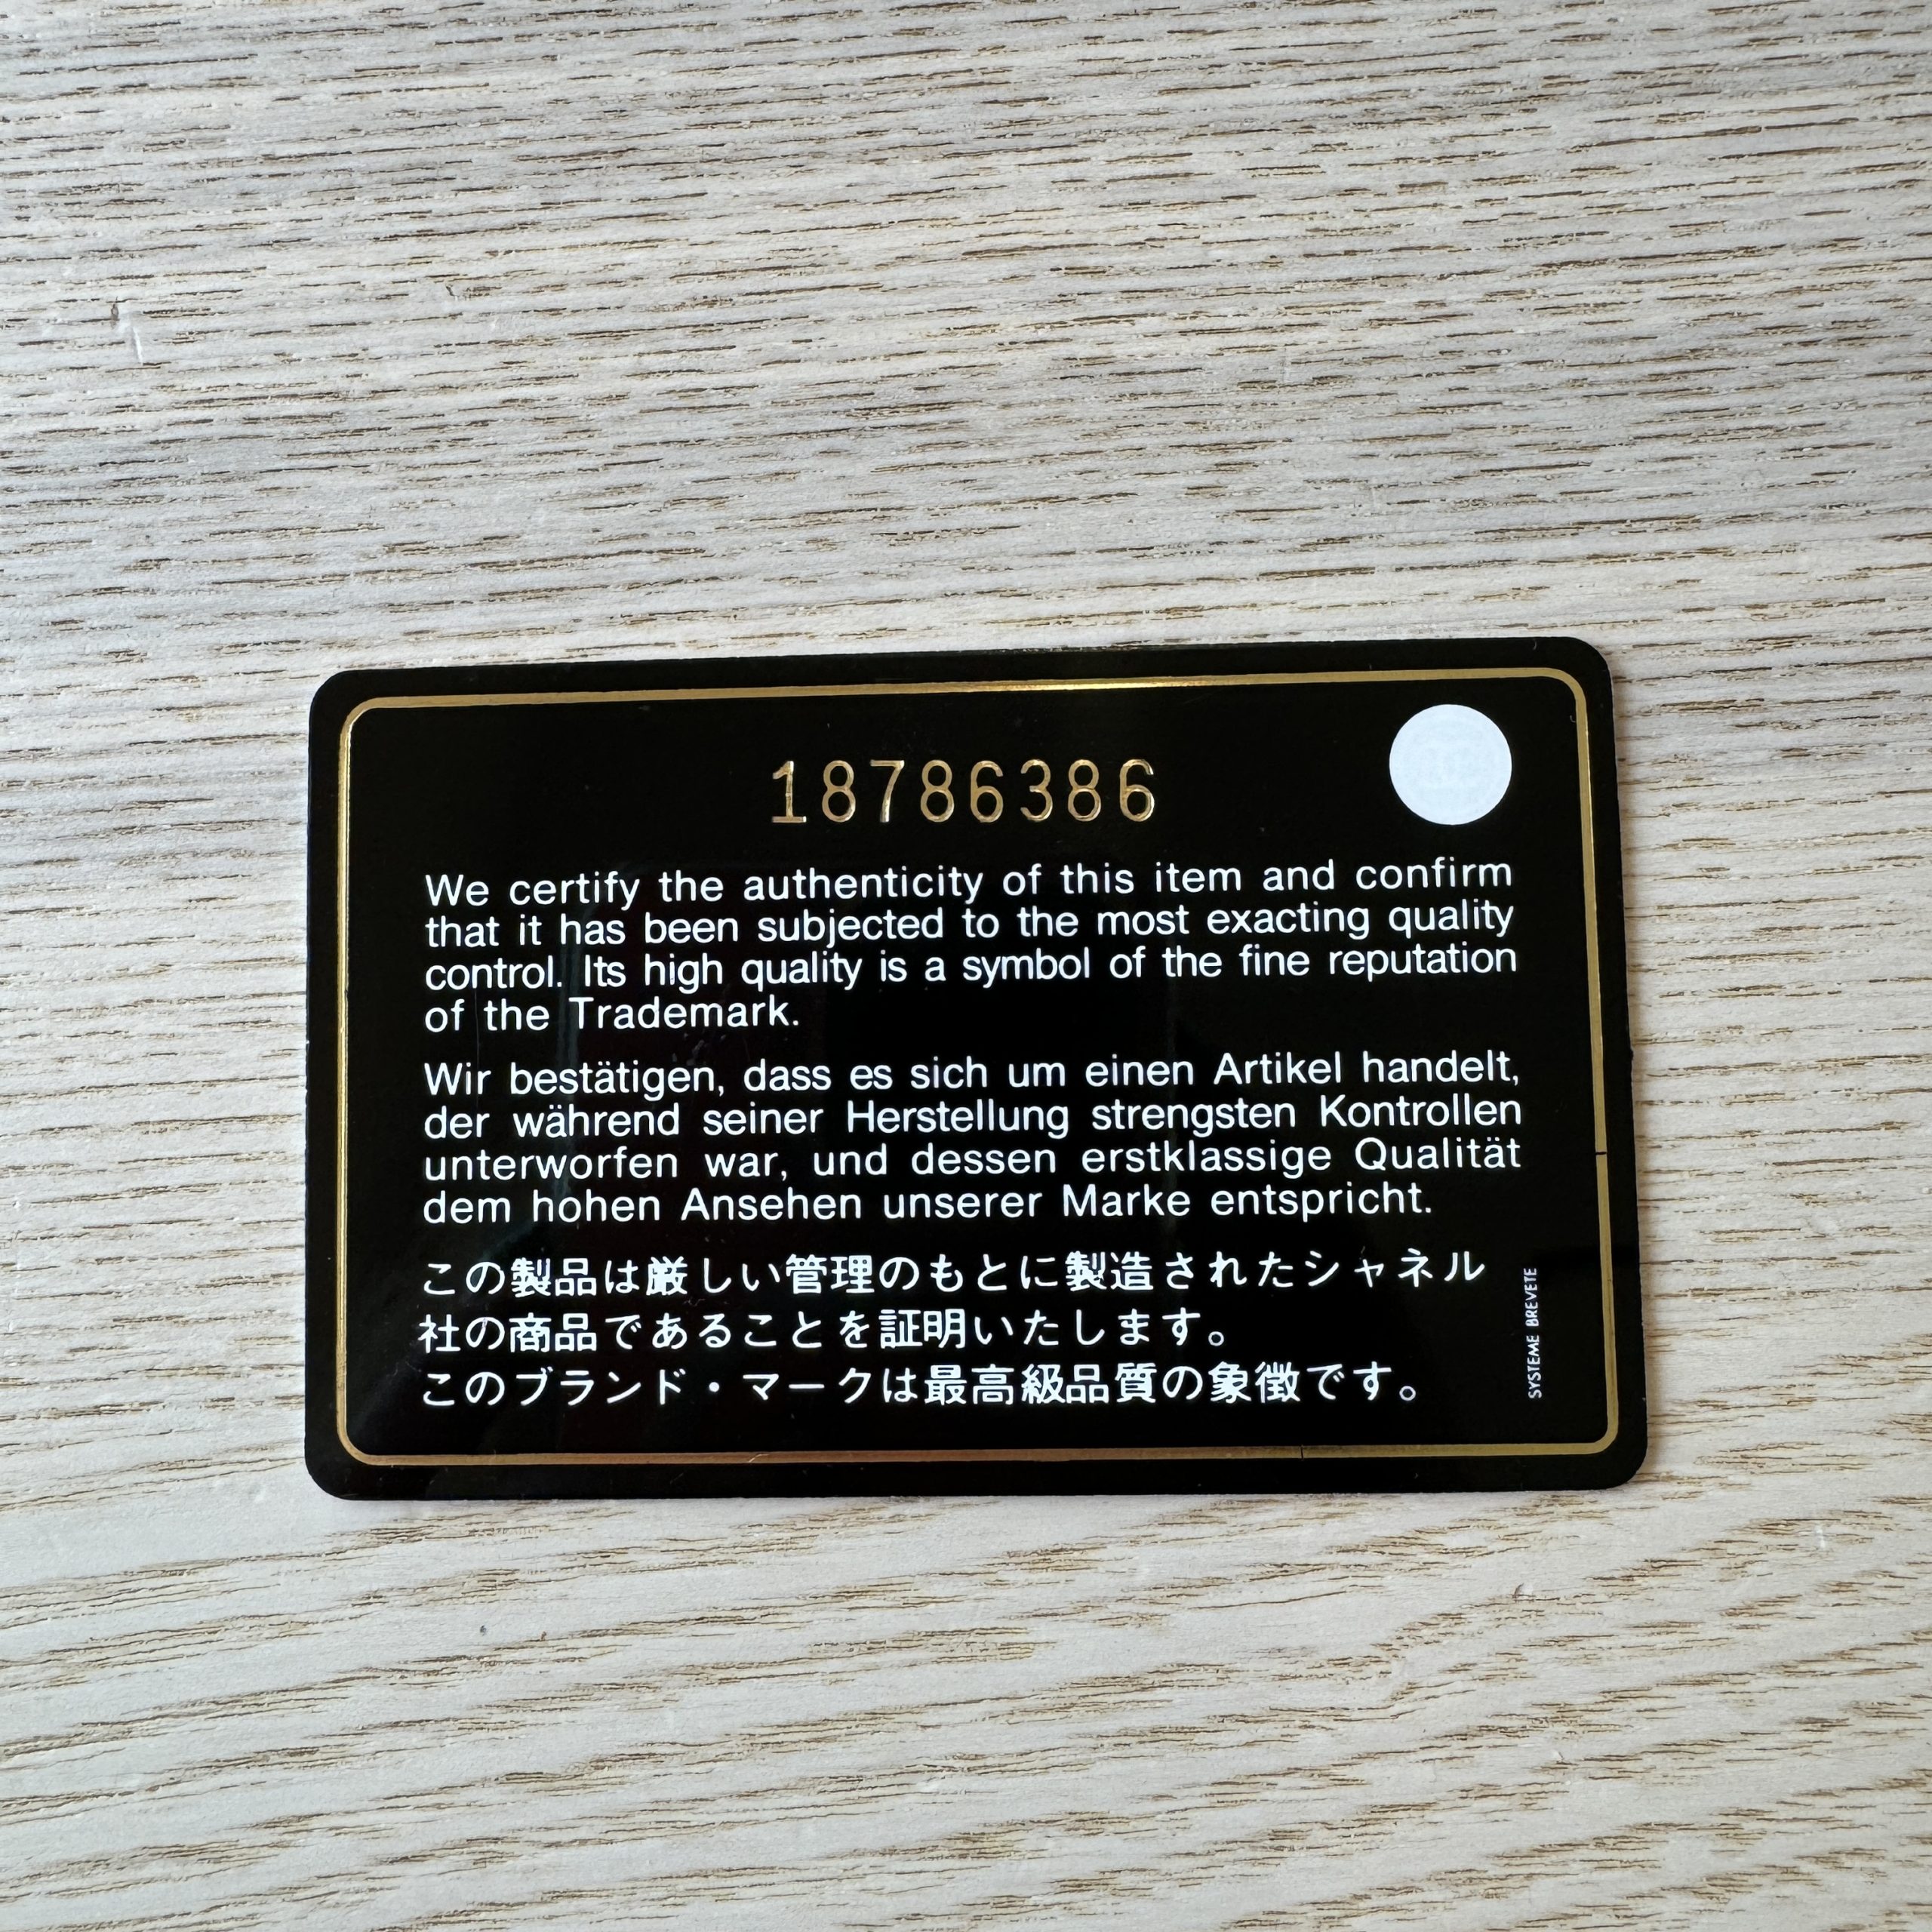 18786386
We certify the authenticity of this item and confirm
that it has been subjected to the most exacting quality
control. Its high quality is a symbol of the fine reputation
of the Trademark.
Wir bestätigen, dass es sich um einen Artikel handelt,
der während seiner Herstellung strengsten Kontrollen
unterworfen war, und dessen erstklassige Qualität
dem hohen Ansehen unserer Marke entspricht.
この製品は厳しい管理のもとに製造されたシャネル
社の商品であることを証明いたします。
このブランド・マークは最高級品質の象徴です。
SYSTEME BREVETE